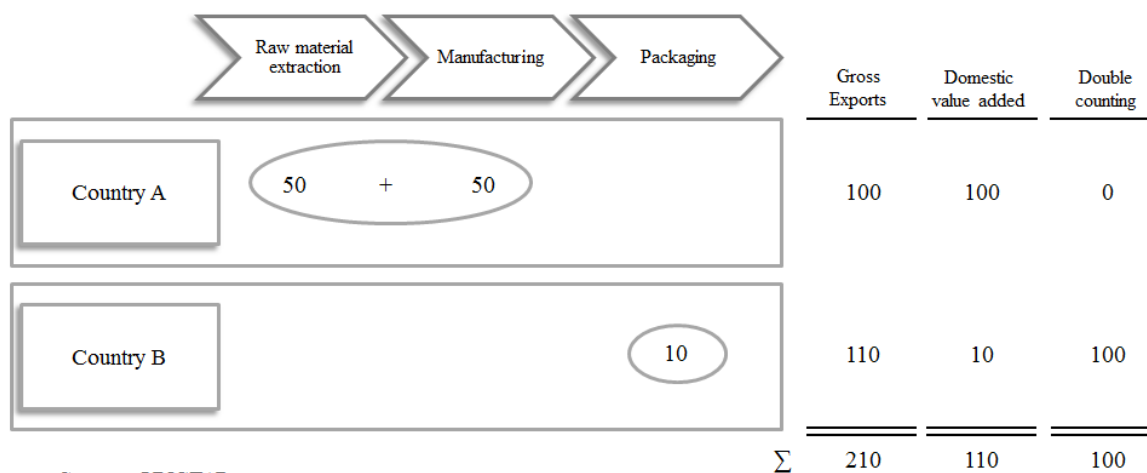 Raw material
extraction
Manufacturing
Packaging
Gross
Exports
Domestic
value added
Double
counting
Country A
50 + 50
100 100 0
Country B
10
110 10 100
Σ 210 110 100